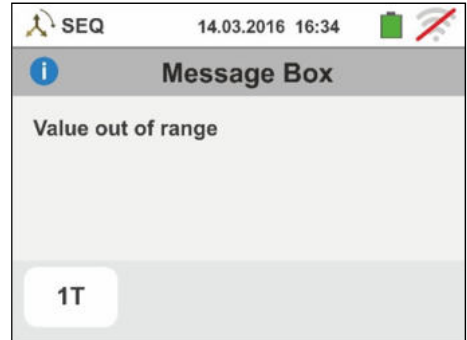 SEQ 14.03.2016 16:34
i Message Box
Value out of range
1T